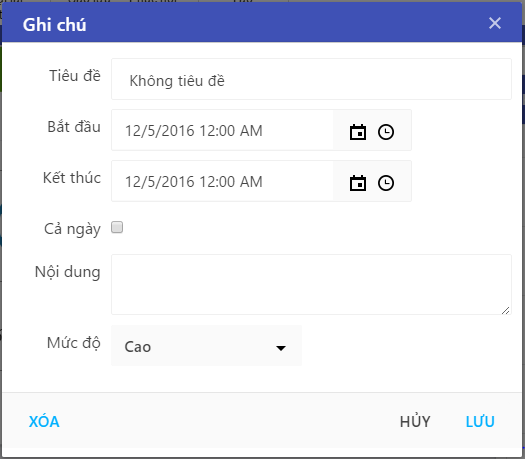 Ghi chú
Tiêu đề
Không tiêu đề
Bắt đầu
12/5/2016 12:00 AM
Kết thúc
12/5/2016 12:00 AM
Cả ngày
Nội dung
Mức độ
Cao
XÓA
HỦY
LƯU